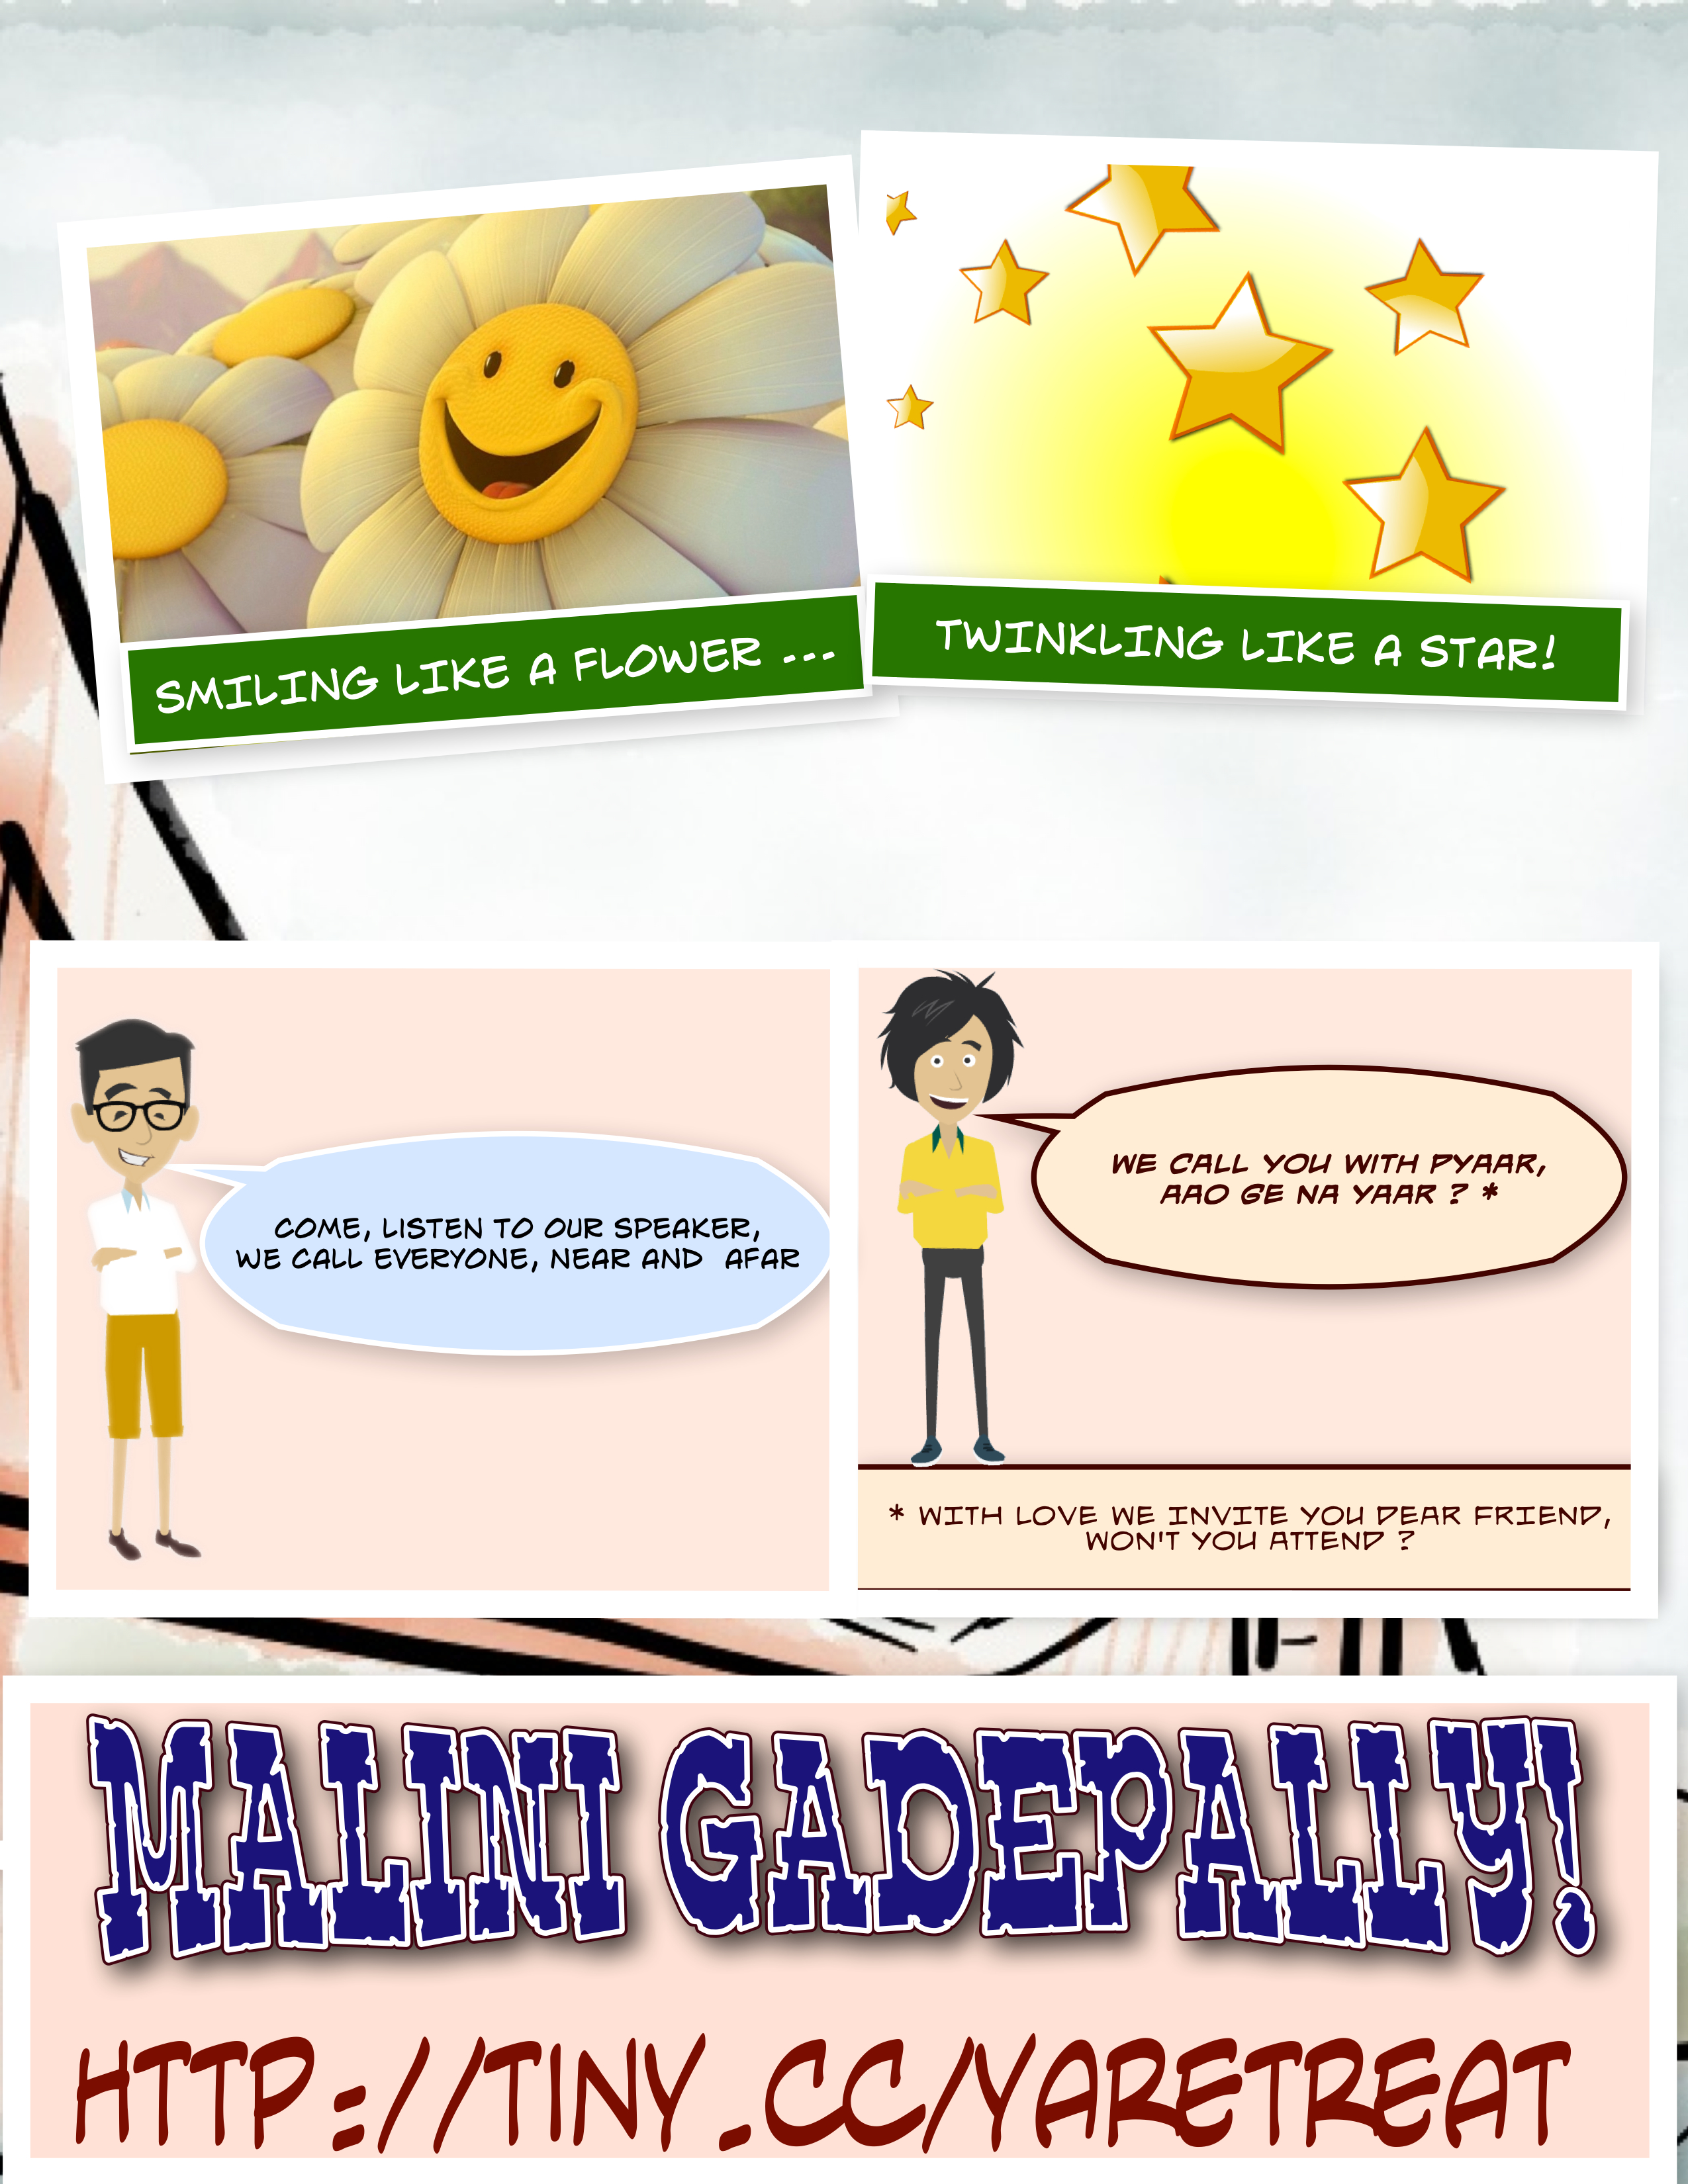 SMILING LIKE A FLOWER ...
TWINKLING LIKE A STAR!
COME, LISTEN TO OUR SPEAKER,
WE CALL EVERYONE, NEAR AND AFAR
WE CALL YOU WITH PYAAR,
AAO GE NA YAAR ? *
* WITH LOVE WE INVITE YOU DEAR FRIEND,
WON'T YOU ATTEND ?
MALINI GADEPALLY!
HTTP://TINY.CC/YARETREAT